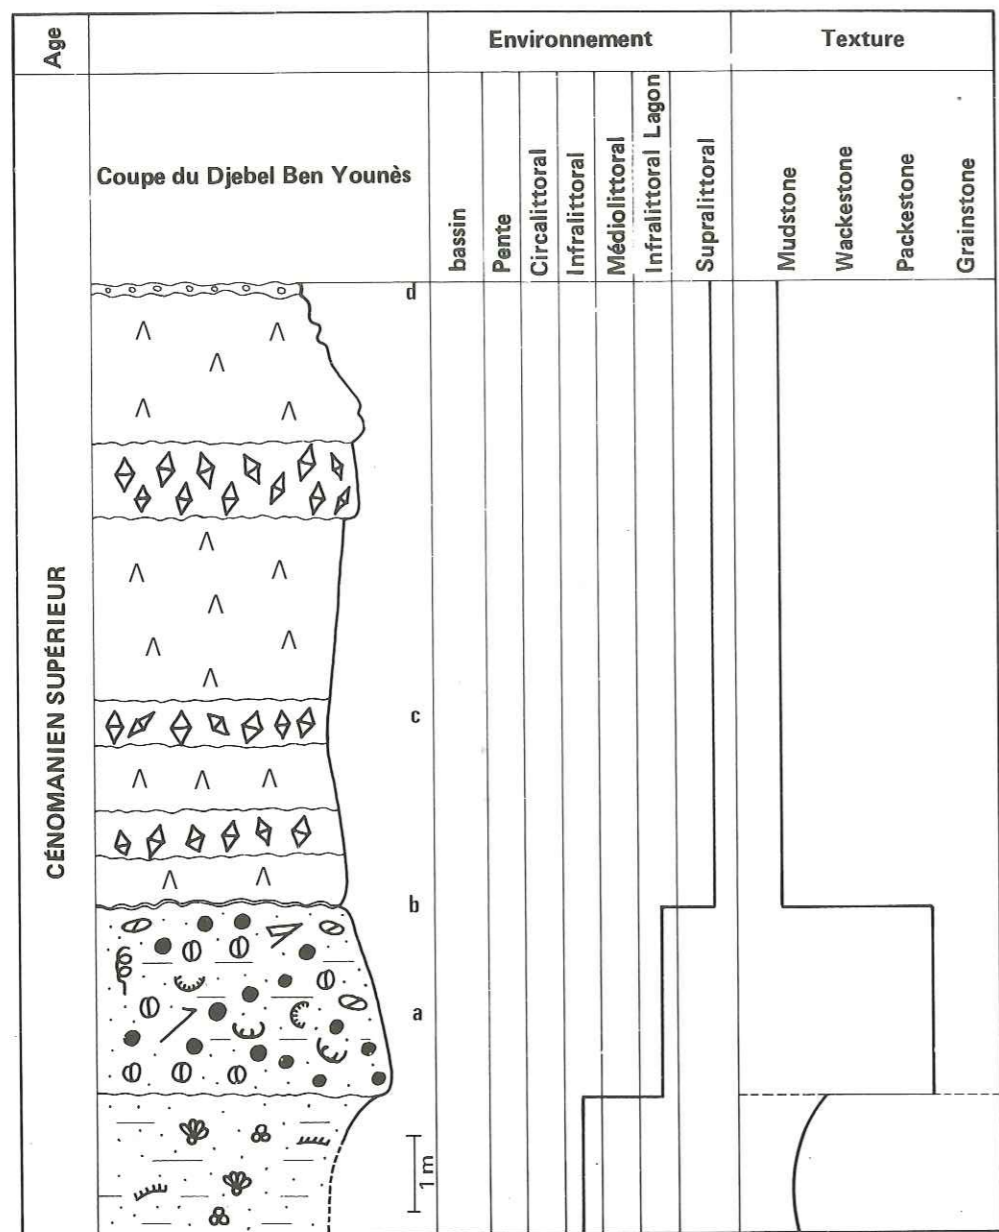 Age
Environnement
Texture
Coupe du Djebel Ben Younès
bassin
Pente
Circalittoral
Infralittoral
Médiolittoral
Infralittoral Lagon
Supralittoral
Mudstone
Wackestone
Packestone
Grainstone
CÉNOMANIEN SUPÉRIEUR
d
c
b
a
1 m